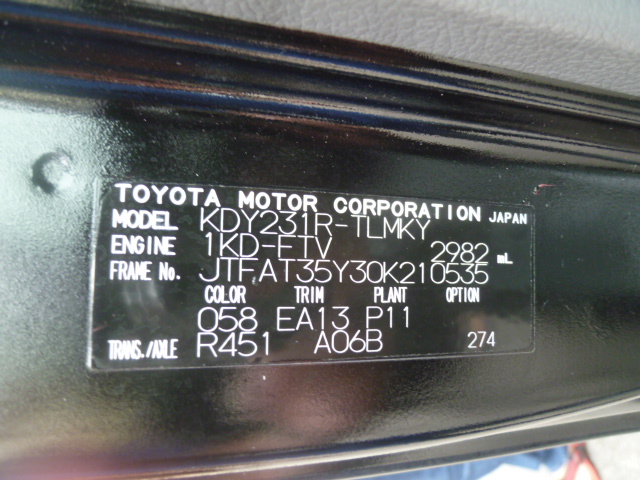 TOYOTA MOTOR CORPORATION JAPAN
MODEL KDY231R-TLMKY
ENGINE 1KD-FTV 2982 mL
FRAME No. JTFAT35Y30K210535
COLOR TRIM PLANT OPTION
058 EA13 P11
TRANS./AXLE R451 A06B 274